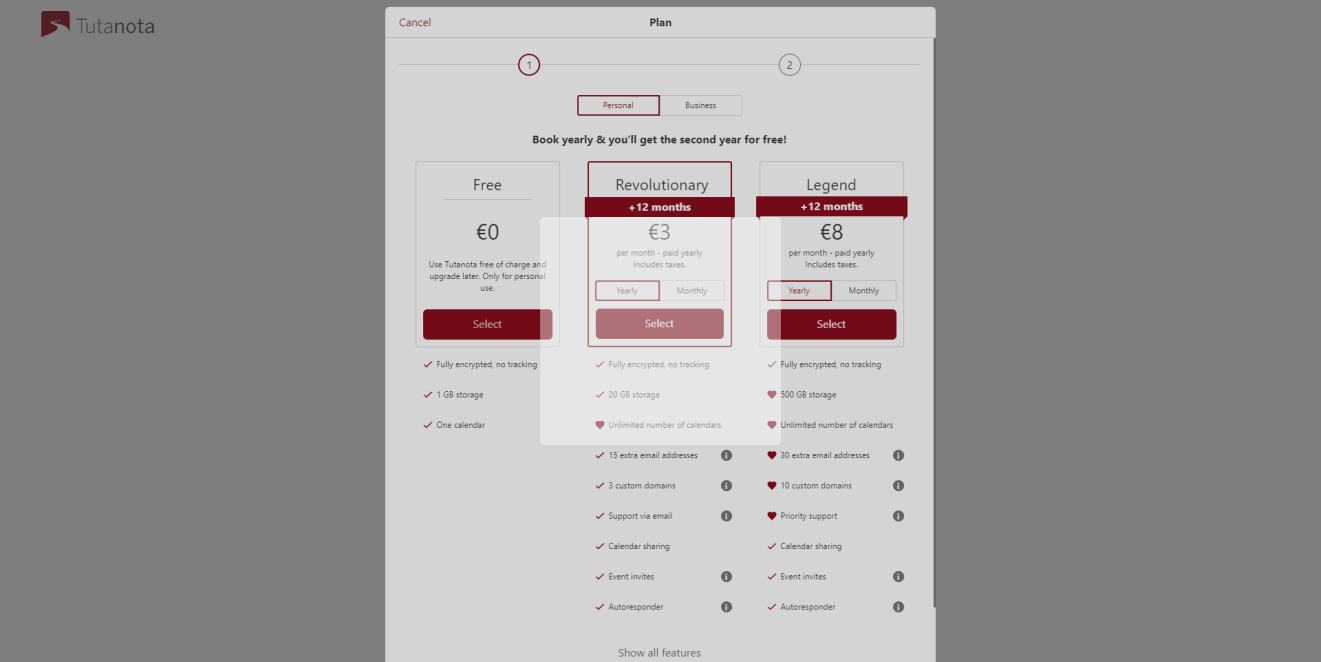 Tutanota
Cancel
Plan
1
2
Personal
Business
Book yearly & you'll get the second year for free!
Free
€0
Use Tutanota free of charge and
upgrade later. Only for personal
use.
Select
Fully encrypted, no tracking
1 GB storage
One calendar
Revolutionary
+12 months
€3
per month - paid yearly
Includes taxes.
Yearly
Monthly
Select
Fully encrypted, no tracking
20 GB storage
Unlimited number of calendars
15 extra email addresses
3 custom domains
Support via email
Calendar sharing
Event invites
Autoresponder
Legend
+12 months
€8
per month - paid yearly
Includes taxes.
Yearly
Monthly
Select
Fully encrypted, no tracking
500 GB storage
Unlimited number of calendars
30 extra email addresses
10 custom domains
Priority support
Calendar sharing
Event invites
Autoresponder
Show all features